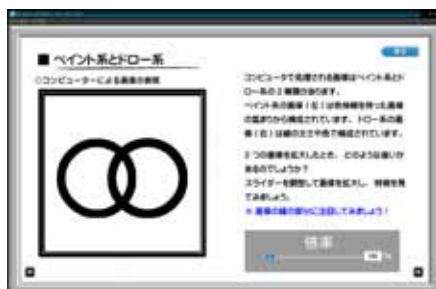 ■ ペイント系とドロー系
○コンピューターによる画像の表現
コンピュータで処理される画像はペイント系とド
ロー系の2種類があります。
ペイント系の画像(左)は色情報を持った画素
の集まりから構成されています。ドロー系の画
像(右)は線の太さや色で構成されています。
2つの画像を拡大したとき、どのような違いが
あるのでしょうか？
スライダーを調整して画像を拡大し、特徴を見
てみましょう。
※ 画像の線の部分に注目してみましょう！
倍率